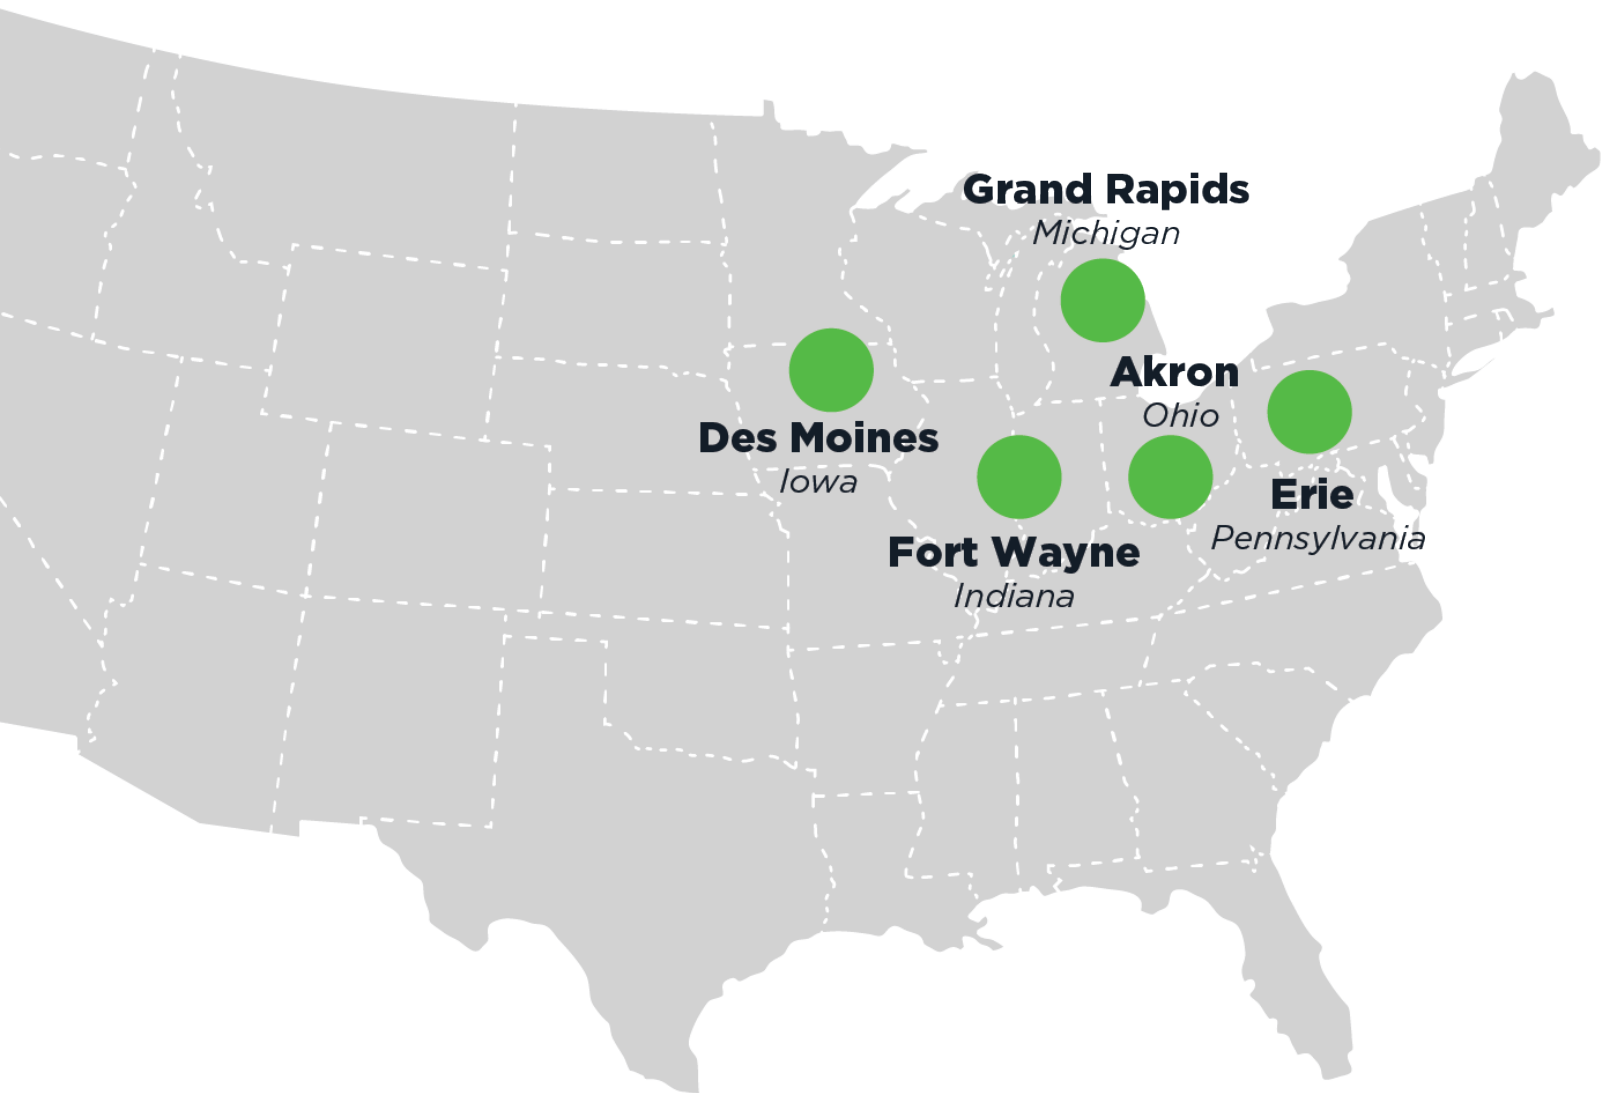 Grand Rapids
Michigan
Akron
Ohio
Des Moines
Iowa
Erie
Pennsylvania
Fort Wayne
Indiana